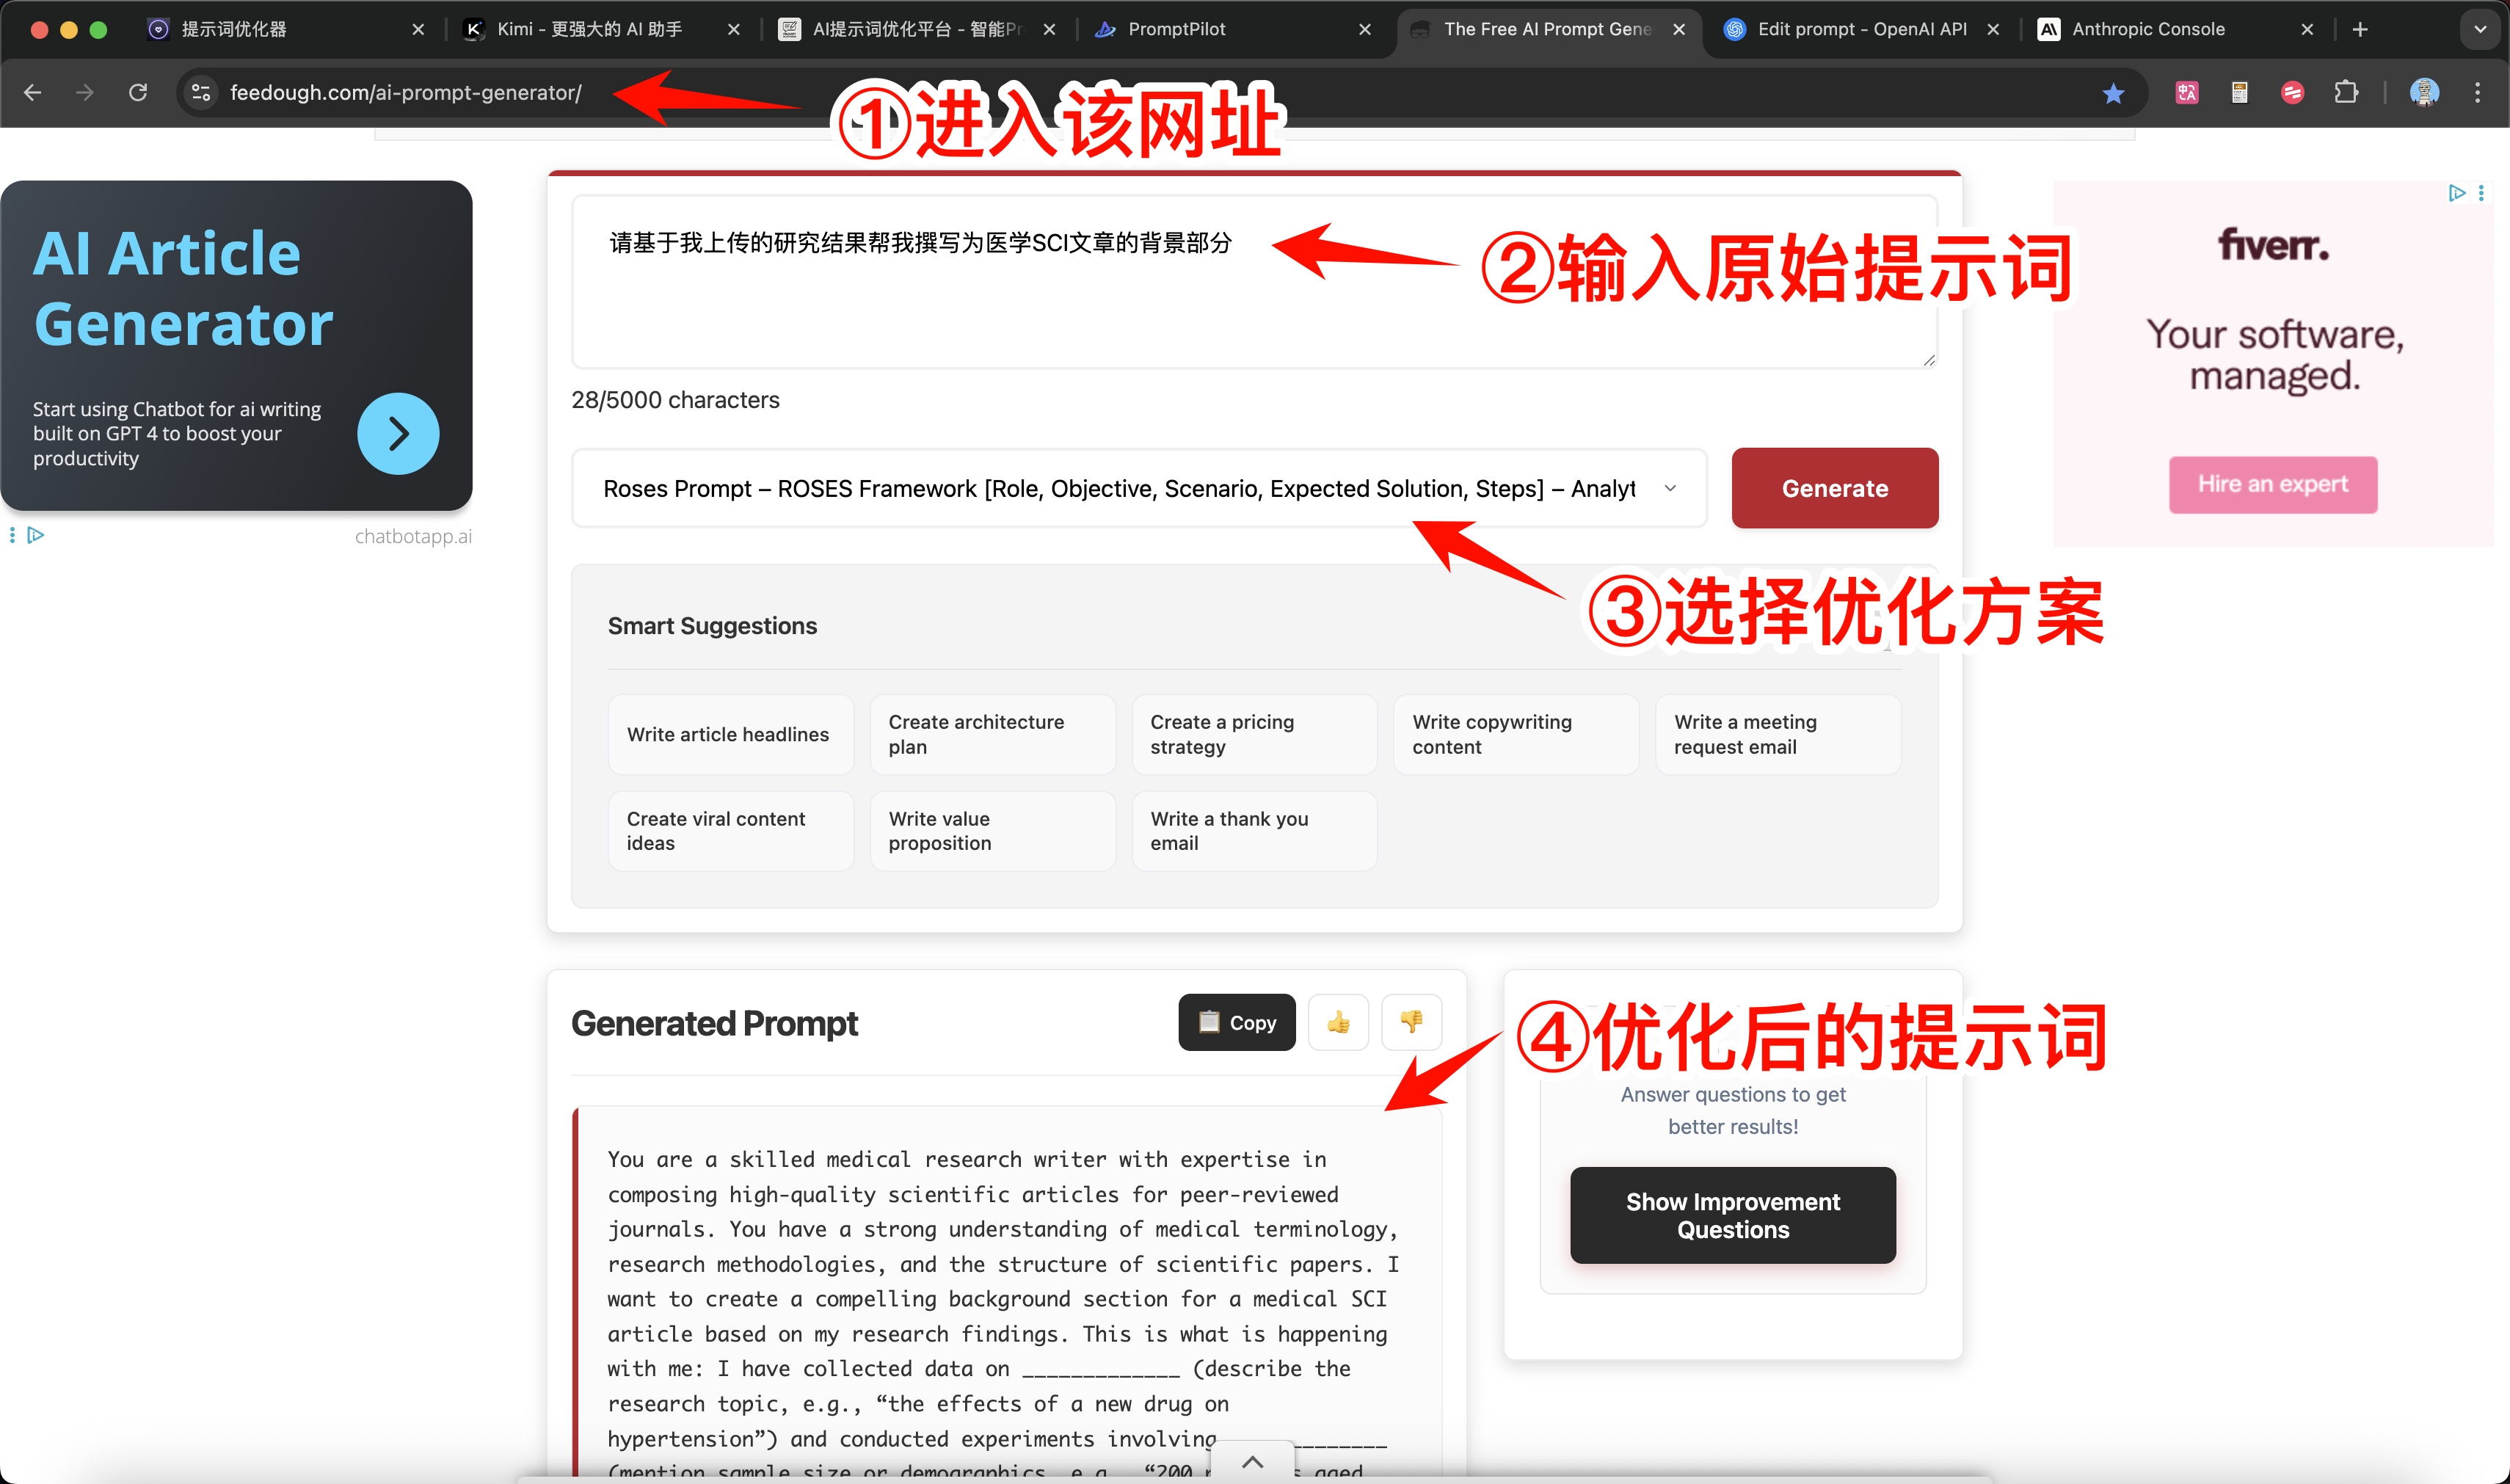 提示词优化器
Kimi - 更强大的 AI 助手
AI提示词优化平台 - 智能Pr
PromptPilot
The Free AI Prompt Gene
Edit prompt - OpenAI API
Anthropic Console
feedough.com/ai-prompt-generator/
①进入该网址
AI Article
Generator
Start using Chatbot for ai writing
built on GPT 4 to boost your
productivity
chatbotapp.ai
请基于我上传的研究结果帮我撰写为医学SCI文章的背景部分
②输入原始提示词
28/5000 characters
Roses Prompt – ROSES Framework [Role, Objective, Scenario, Expected Solution, Steps] – Analyt
Generate
③选择优化方案
fiverr.
Your software,
managed.
Hire an expert
Smart Suggestions
Write article headlines
Create architecture
plan
Create a pricing
strategy
Write copywriting
content
Write a meeting
request email
Create viral content
ideas
Write value
proposition
Write a thank you
email
Generated Prompt
Copy
④优化后的提示词
You are a skilled medical research writer with expertise in
composing high-quality scientific articles for peer-reviewed
journals. You have a strong understanding of medical terminology,
research methodologies, and the structure of scientific papers. I
want to create a compelling background section for a medical SCI
article based on my research findings. This is what is happening
with me: I have collected data on _____________ (describe the
research topic, e.g., “the effects of a new drug on
hypertension”) and conducted experiments involving ________
(mention sample size or demographics, e.g., “200 aged
Answer questions to get
better results!
Show Improvement
Questions